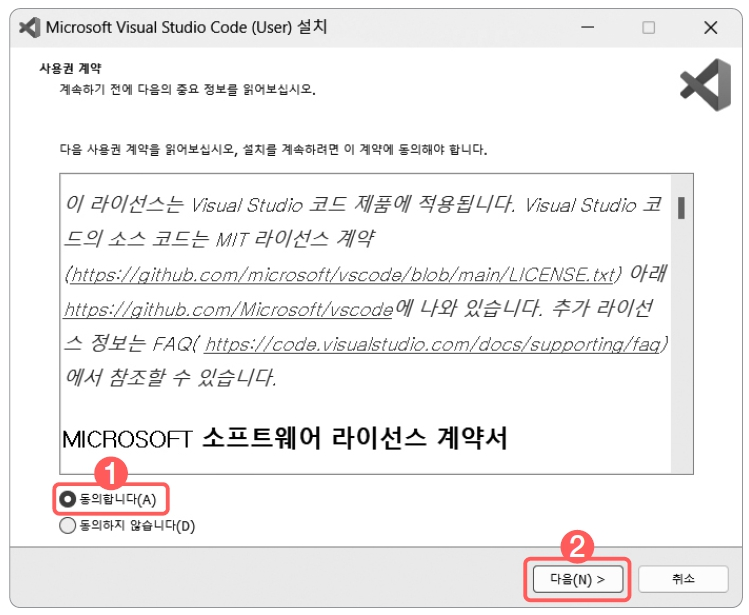 Microsoft Visual Studio Code (User) 설치
사용권 계약
계속하기 전에 다음의 중요 정보를 읽어보십시오.
다음 사용권 계약을 읽어보십시오, 설치를 계속하려면 이 계약에 동의해야 합니다.
이 라이선스는 Visual Studio 코드 제품에 적용됩니다. Visual Studio 코
드의 소스 코드는 MIT 라이선스 계약
(https://github.com/microsoft/vscode/blob/main/LICENSE.txt) 아래
https://github.com/Microsoft/vscode에 나와 있습니다. 추가 라이선
스 정보는 FAQ( https://code.visualstudio.com/docs/supporting/faq)
에서 참조할 수 있습니다.
MICROSOFT 소프트웨어 라이선스 계약서
1
동의합니다(A)
동의하지 않습니다(D)
2
다음(N) >
취소